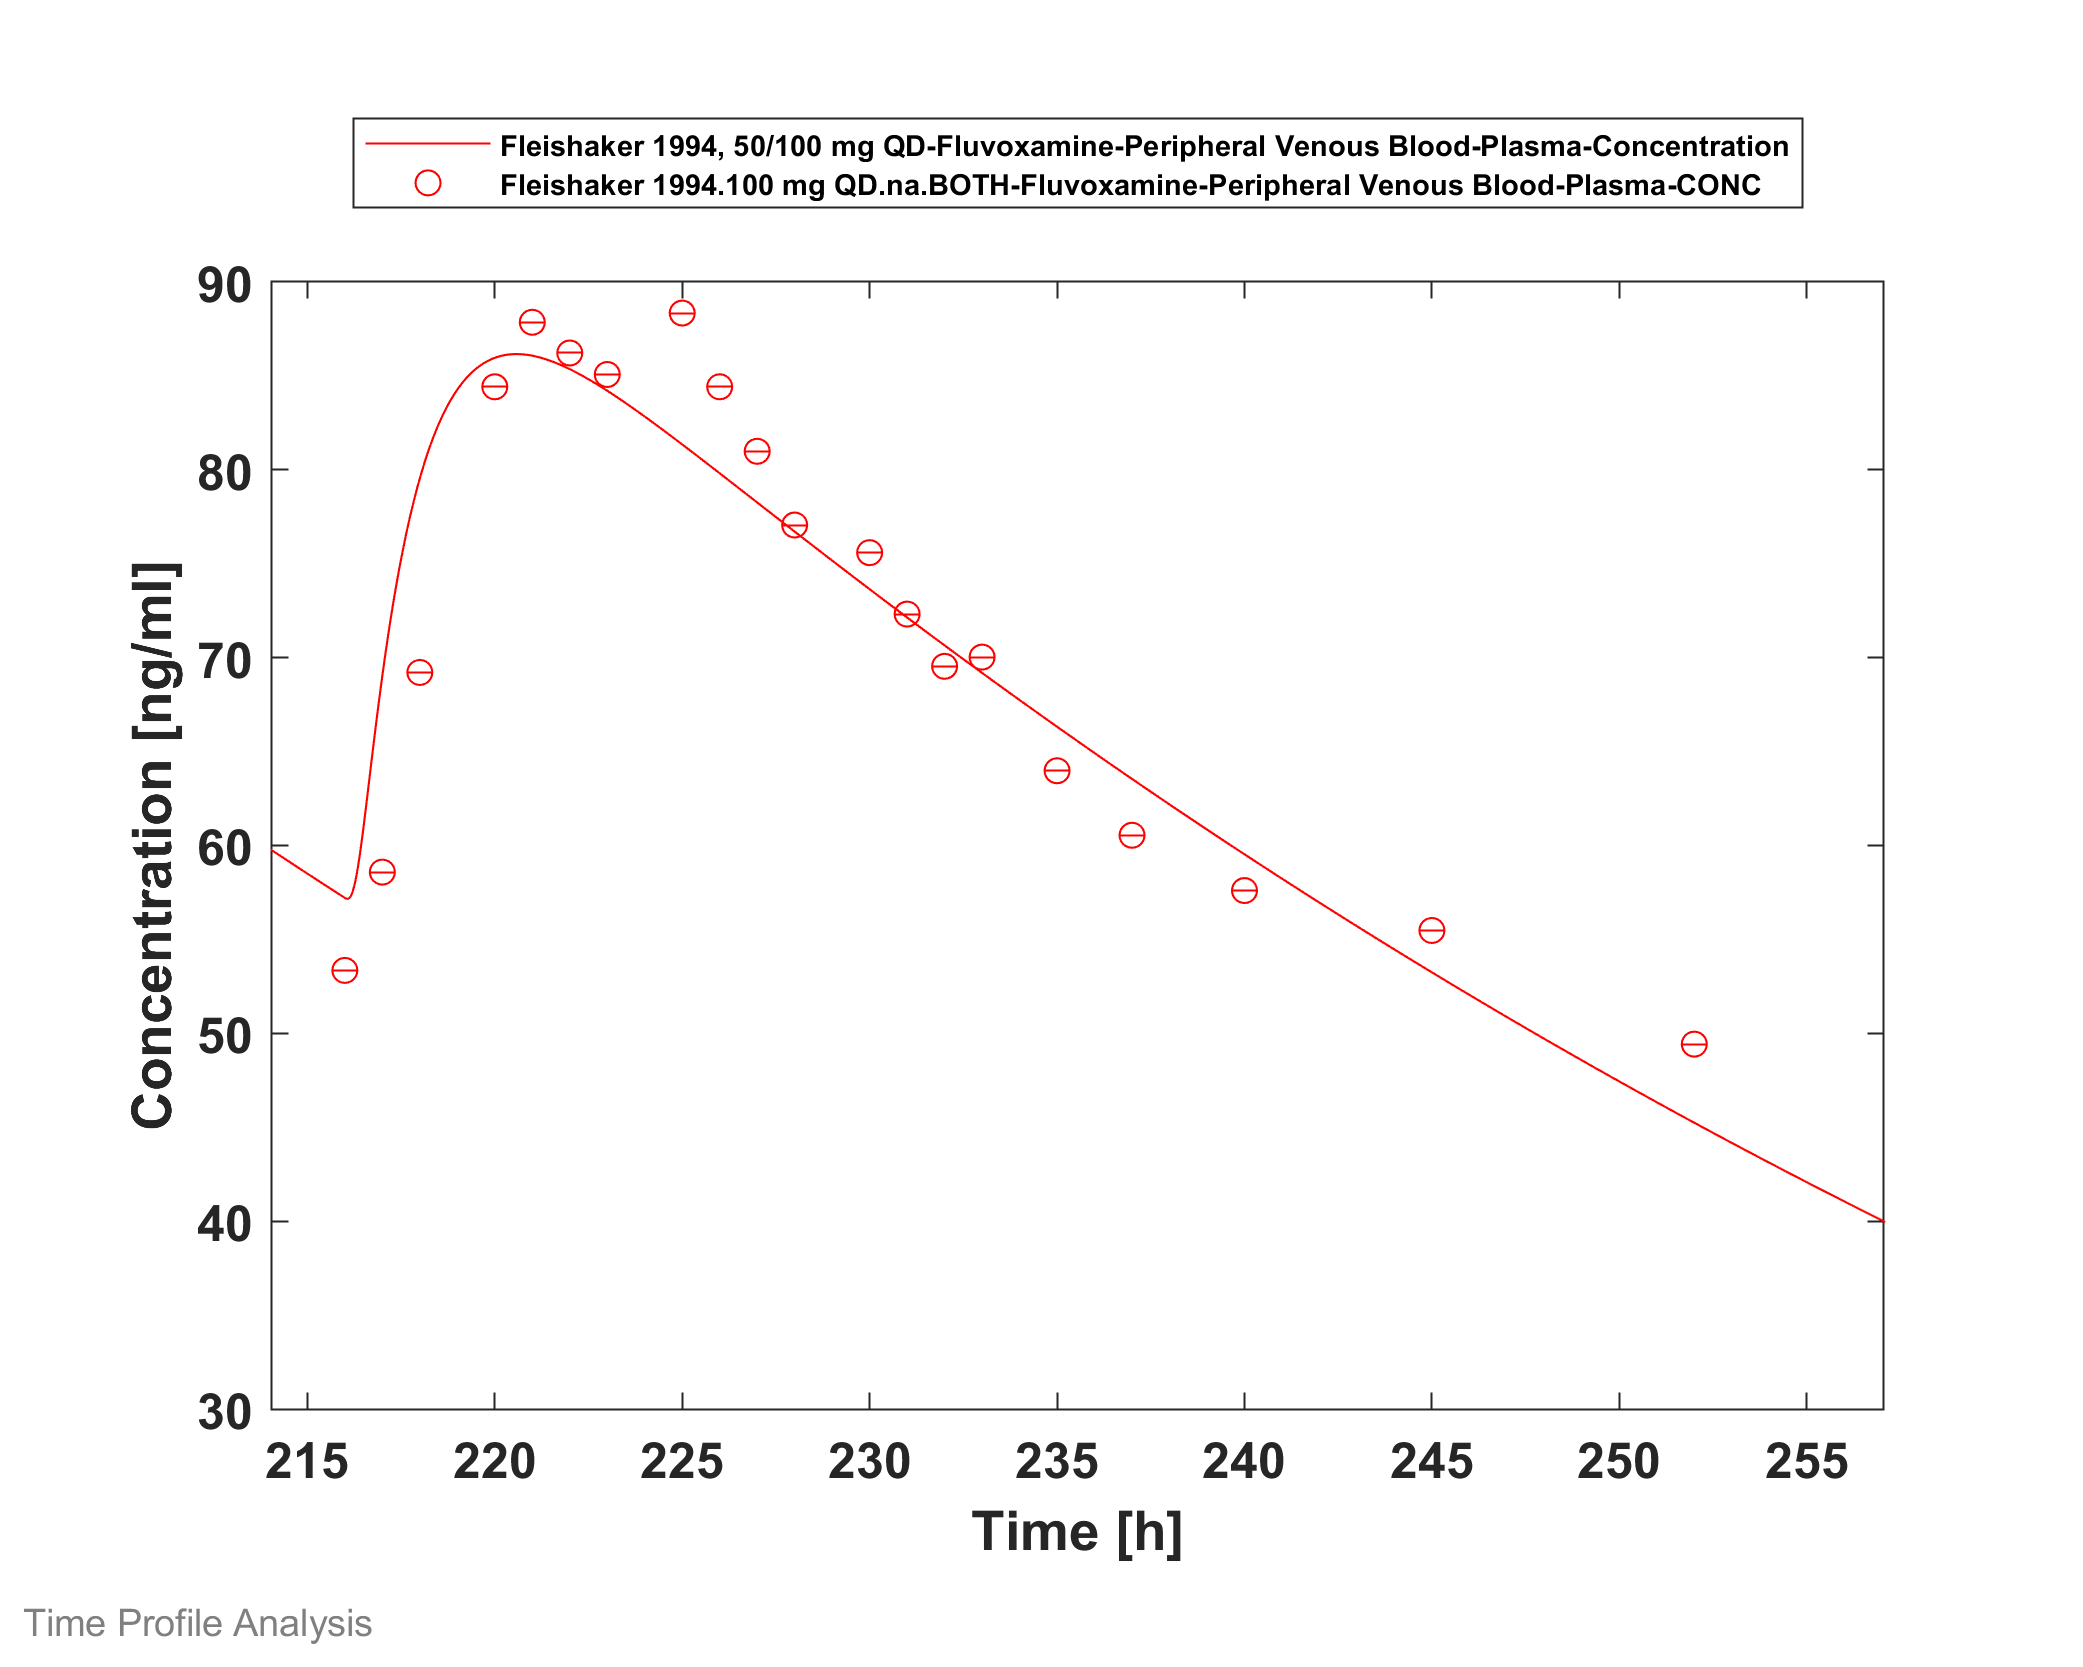 Fleishaker 1994, 50/100 mg QD-Fluvoxamine-Peripheral Venous Blood-Plasma-Concentration
Fleishaker 1994.100 mg QD.na.BOTH-Fluvoxamine-Peripheral Venous Blood-Plasma-CONC
90
80
70
60
50
40
30
Concentration [ng/ml]
215 220 225 230 235 240 245 250 255
Time [h]
Time Profile Analysis